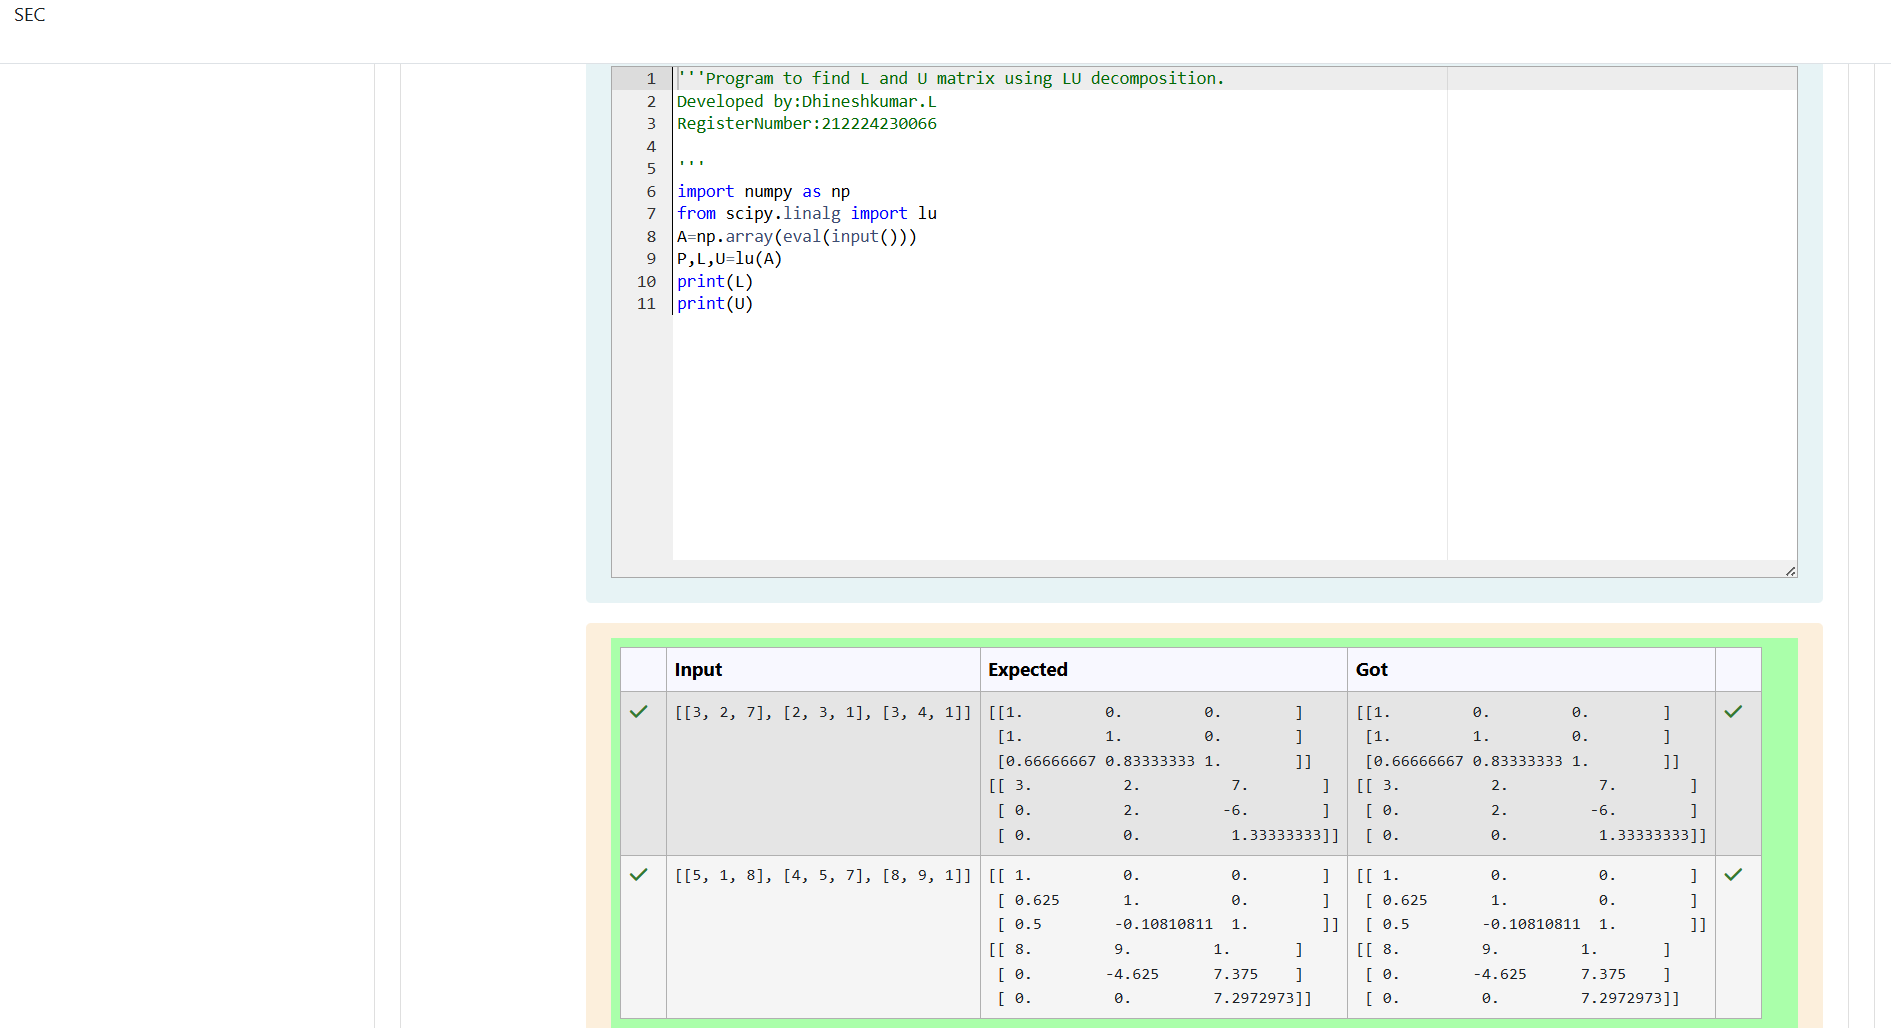 SEC
1 '''Program to find L and U matrix using LU decomposition.
2 Developed by:Dhineshkumar.L
3 RegisterNumber:212224230066
4
5 '''
6 import numpy as np
7 from scipy.linalg import lu
8 A=np.array(eval(input()))
9 P,L,U=lu(A)
10 print(L)
11 print(U)
Input Expected Got
[[3, 2, 7], [2, 3, 1], [3, 4, 1]] [[1. 0. 0. ] [[1. 0. 0. ]
[1. 1. 0. ] [1. 1. 0. ]
[0.66666667 0.83333333 1. ]] [0.66666667 0.83333333 1. ]]
[[ 3. 2. 7. ] [[ 3. 2. 7. ]
[ 0. 2. -6. ] [ 0. 2. -6. ]
[ 0. 0. 1.33333333]] [ 0. 0. 1.33333333]]
[[5, 1, 8], [4, 5, 7], [8, 9, 1]] [[ 1. 0. 0. ] [[ 1. 0. 0. ]
[ 0.625 1. 0. ] [ 0.625 1. 0. ]
[ 0.5 -0.10810811 1. ]] [ 0.5 -0.10810811 1. ]]
[[ 8. 9. 1. ] [[ 8. 9. 1. ]
[ 0. -4.625 7.375 ] [ 0. -4.625 7.375 ]
[ 0. 0. 7.2972973]] [ 0. 0. 7.2972973]]